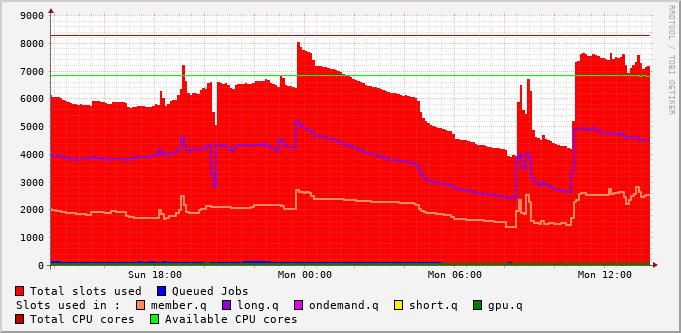 9000
8000
7000
6000
5000
4000
3000
2000
1000
0
Sun 18:00 Mon 00:00 Mon 06:00 Mon 12:00
Total slots used Queued Jobs
Slots used in : member.q long.q ondemand.q short.q gpu.q
Total CPU cores Available CPU cores
RRDTOOL / TOBI OETIKER